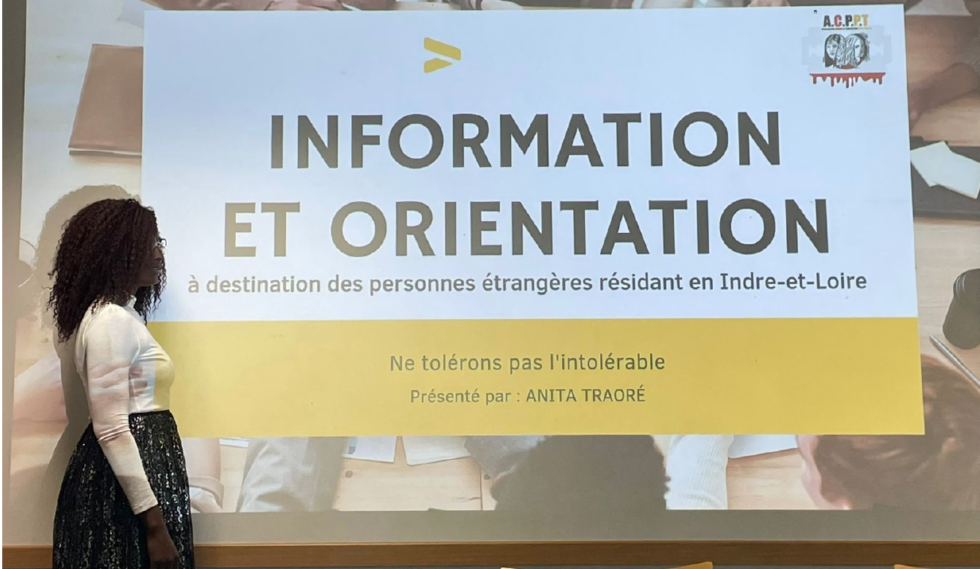 A.C.P.P.T
INFORMATION
ET ORIENTATION
à destination des personnes étrangères résidant en Indre-et-Loire
Ne tolérons pas l'intolérable
Présenté par : ANITA TRAORÉ